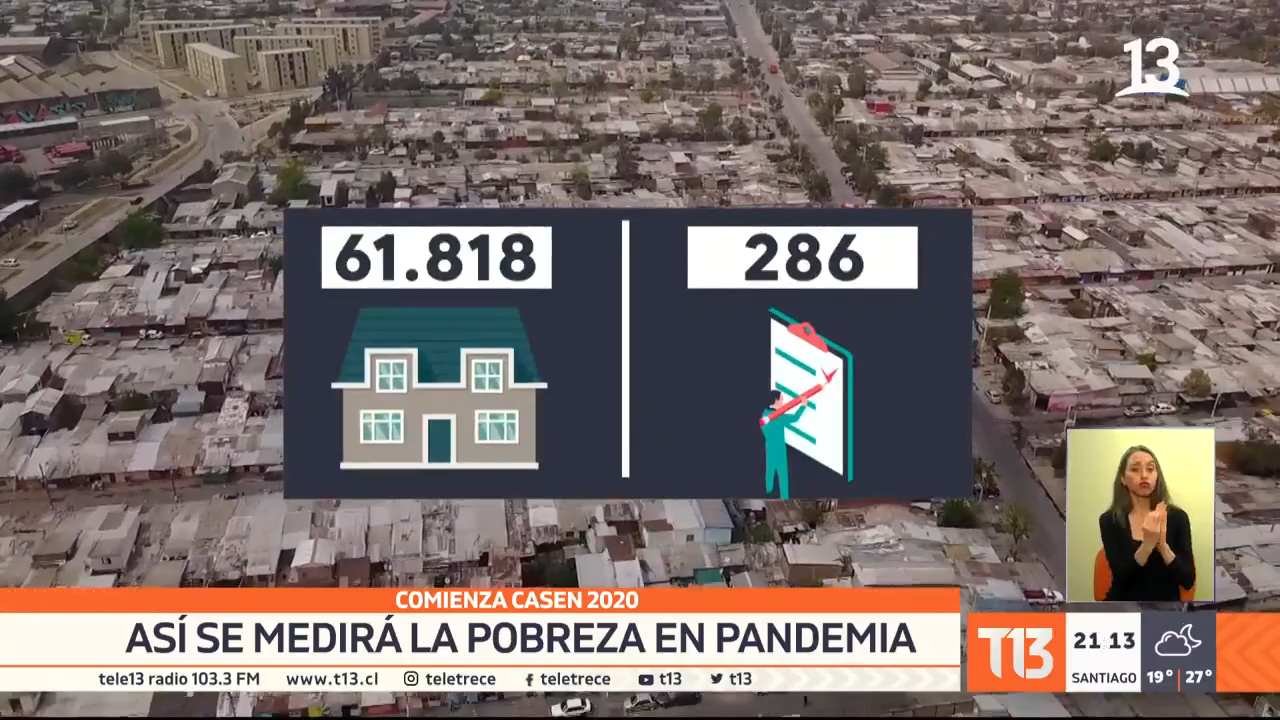 13
61.818
286
COMIENZA CASEN 2020
ASÍ SE MEDIRÁ LA POBREZA EN PANDEMIA
tele13 radio 103.3 FM www.t13.cl teletrece teletrece t13 t13
T13
21:13
SANTIAGO
19° | 27°